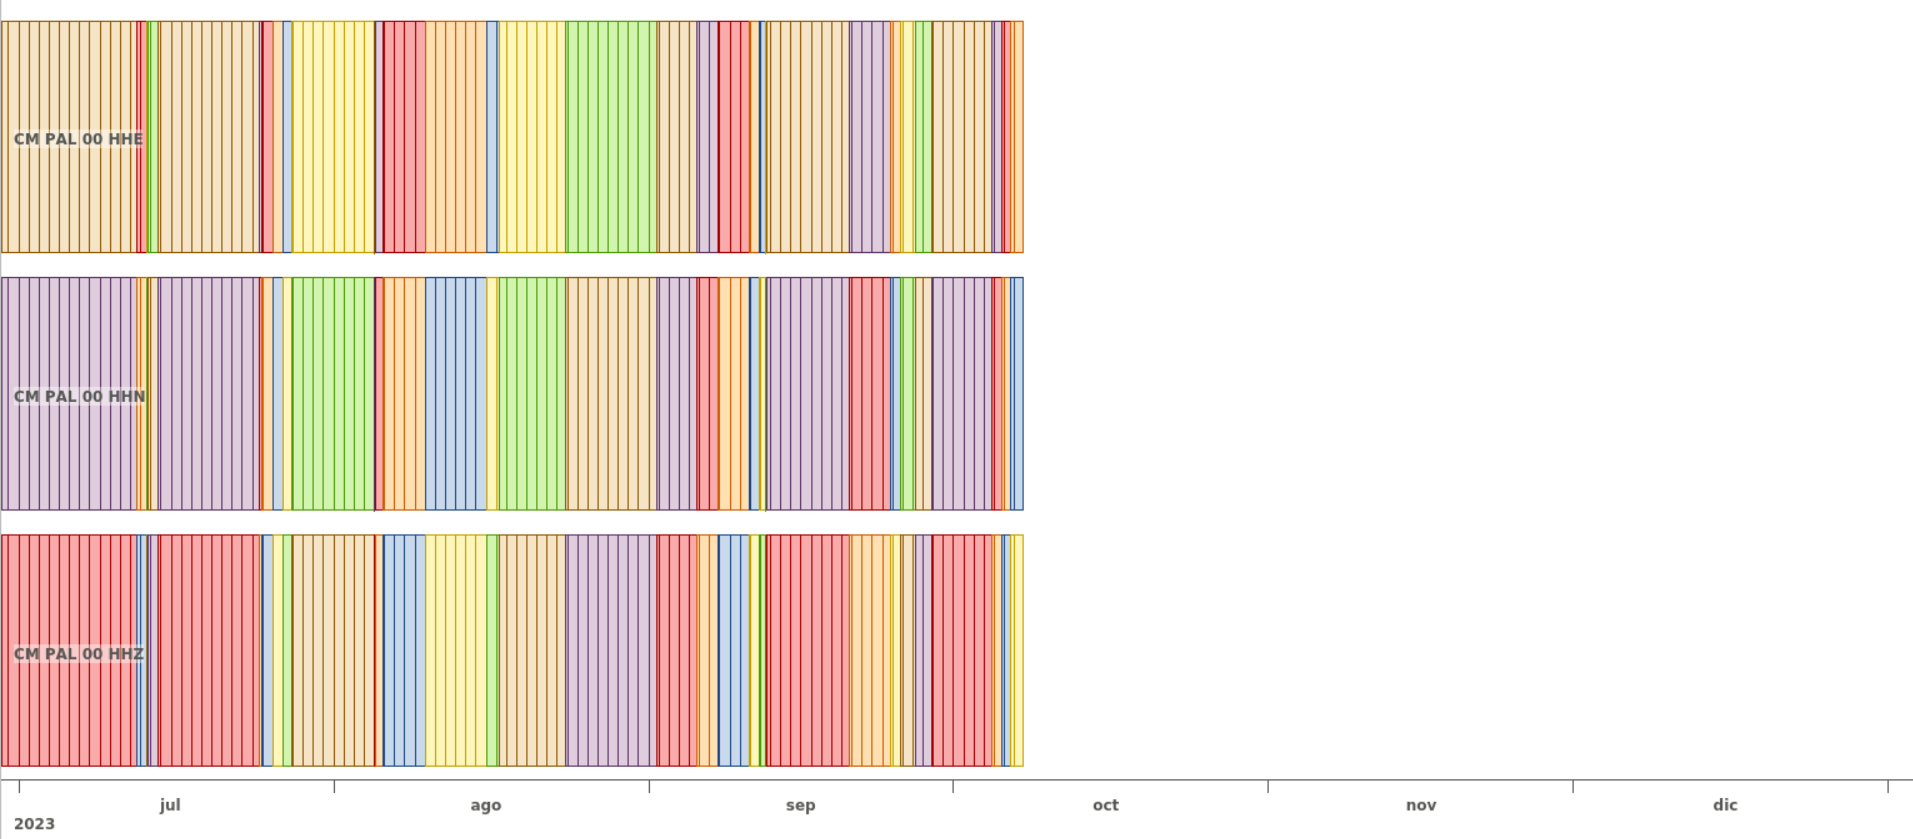 CM PAL 00 HHE
CM PAL 00 HHN
CM PAL 00 HHZ
jul ago sep oct nov dic
2023